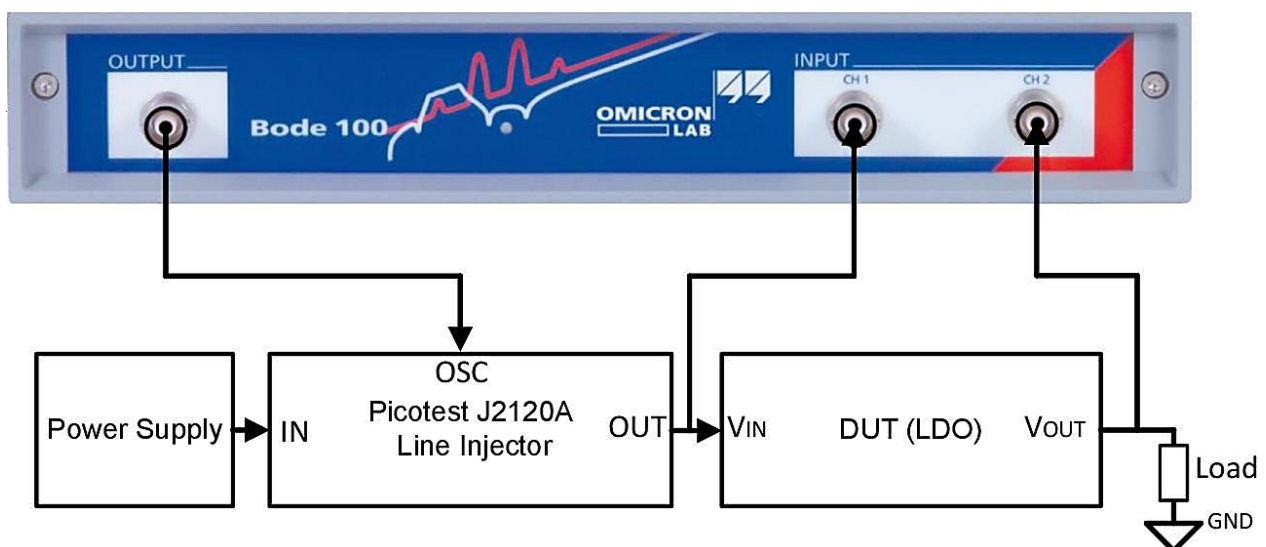 OUTPUT
INPUT
CH 1
CH 2
Bode 100
OMICRON
LAB
OSC
Power Supply
IN
Picotest J2120A
Line Injector
OUT
VIN
DUT (LDO)
VOUT
Load
GND